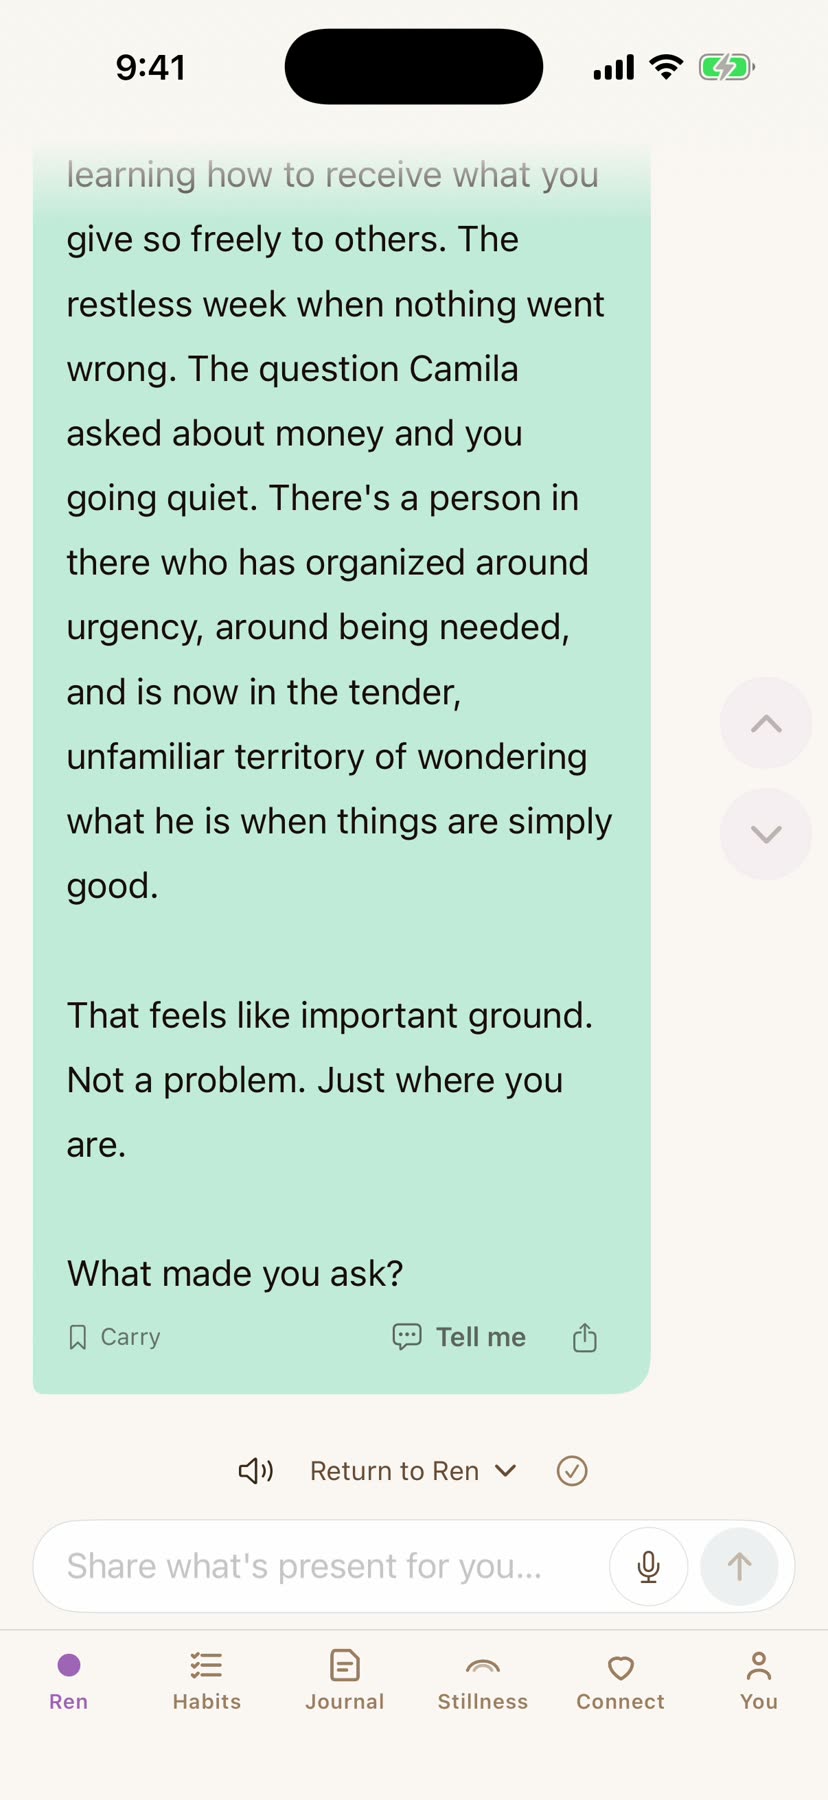 9:41
learning how to receive what you
give so freely to others. The
restless week when nothing went
wrong. The question Camila
asked about money and you
going quiet. There's a person in
there who has organized around
urgency, around being needed,
and is now in the tender,
unfamiliar territory of wondering
what he is when things are simply
good.
That feels like important ground.
Not a problem. Just where you
are.
What made you ask?
Carry
Tell me
Return to Ren
Share what's present for you...
Ren
Habits
Journal
Stillness
Connect
You